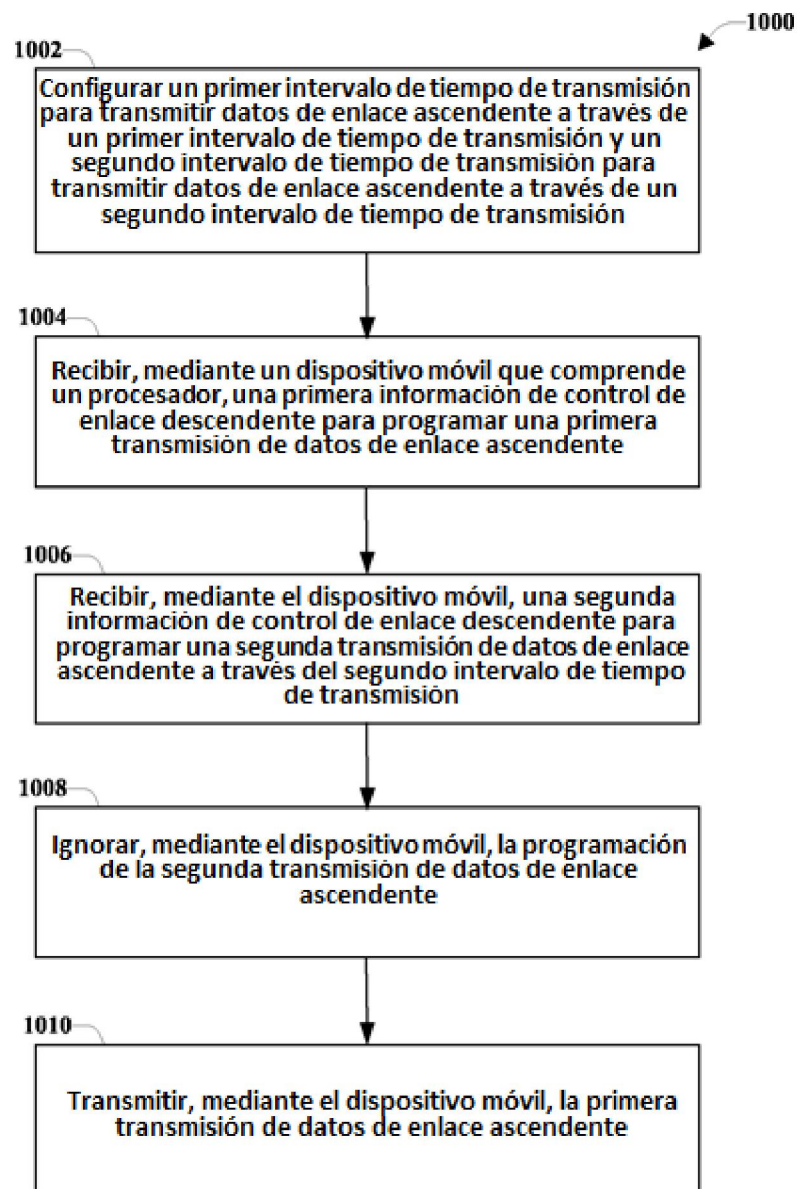 1000
1002
Configurar un primer intervalo de tiempo de transmisión
para transmitir datos de enlace ascendente a través de
un primer intervalo de tiempo de transmisión y un
segundo intervalo de tiempo de transmisión para
transmitir datos de enlace ascendente a través de un
segundo intervalo de tiempo de transmisión
1004
Recibir, mediante un dispositivo móvil que comprende
un procesador, una primera información de control de
enlace descendente para programar una primera
transmisión de datos de enlace ascendente
1006
Recibir, mediante el dispositivo móvil, una segunda
información de control de enlace descendente para
programar una segunda transmisión de datos de enlace
ascendente a través del segundo intervalo de tiempo
de transmisión
1008
Ignorar, mediante el dispositivo móvil, la programación
de la segunda transmisión de datos de enlace
ascendente
1010
Transmitir, mediante el dispositivo móvil, la primera
transmisión de datos de enlace ascendente